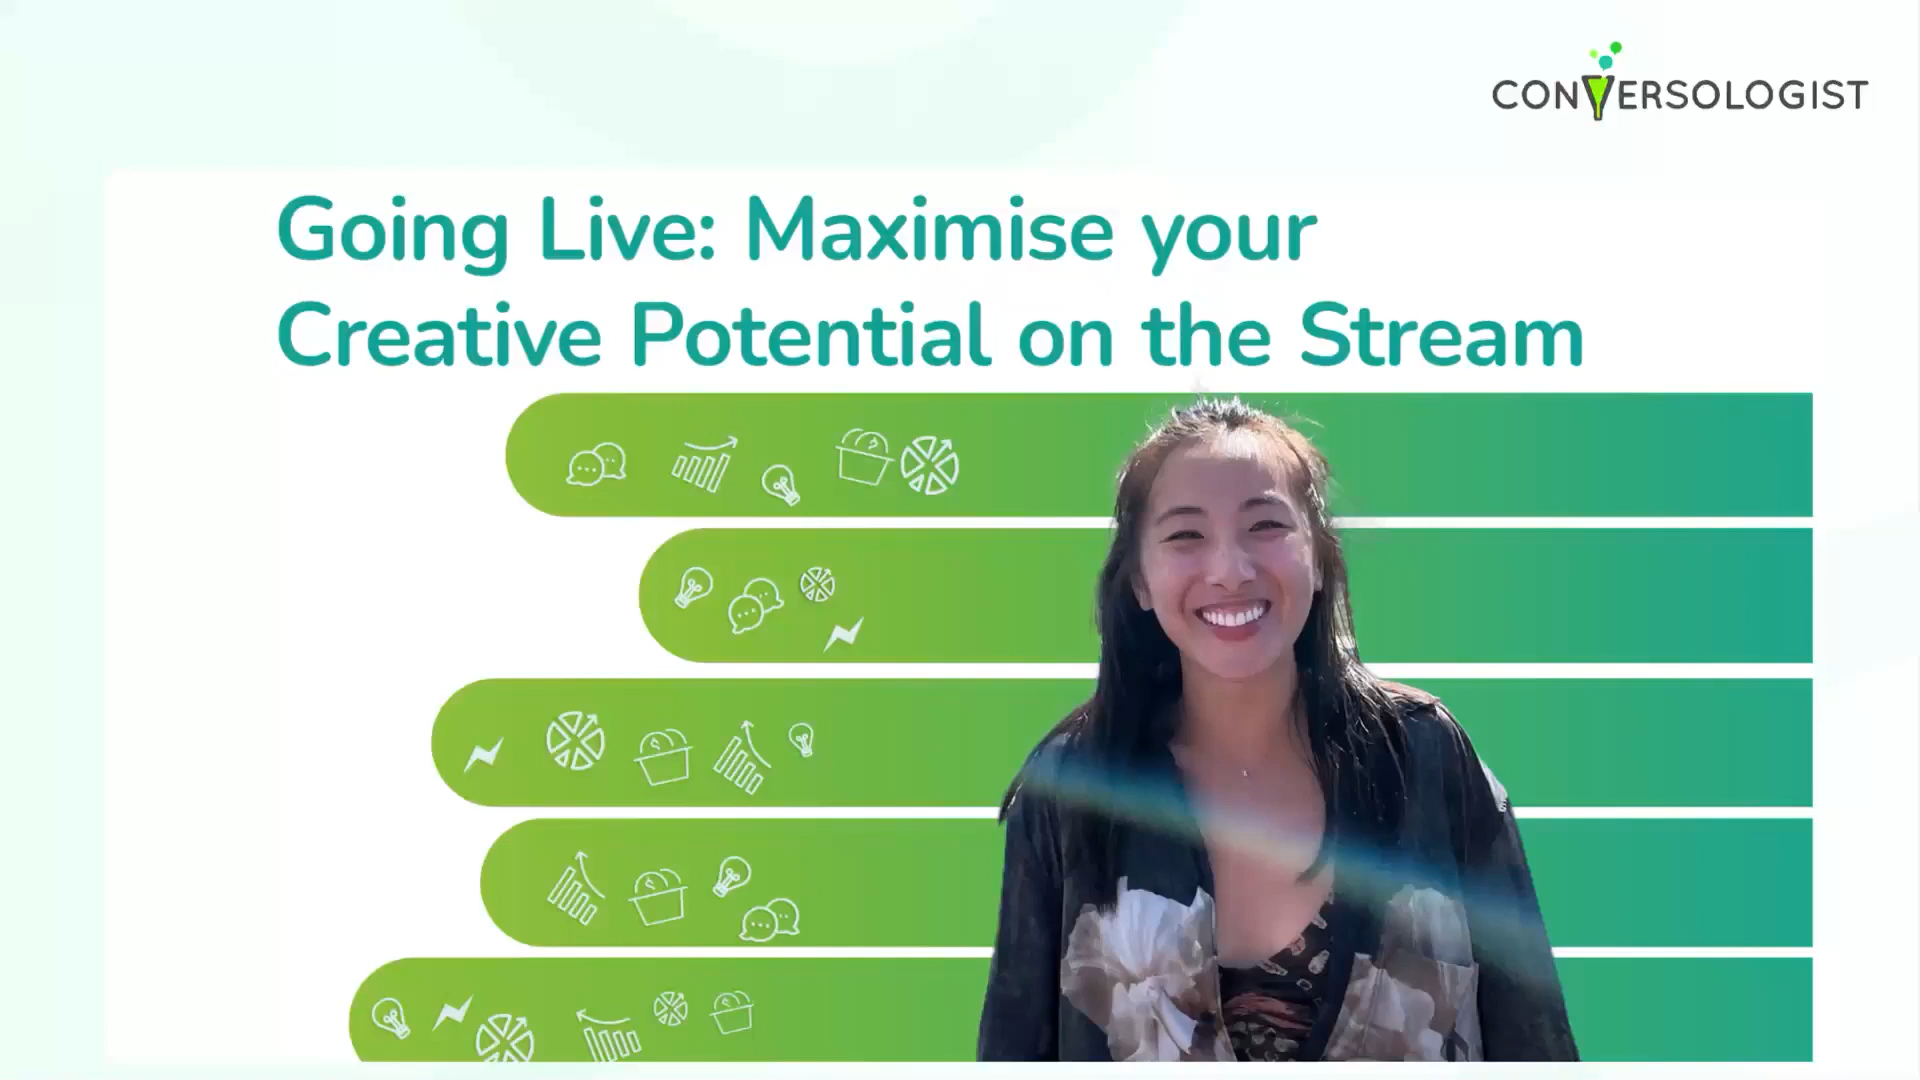 CONVERSOLOGIST
Going Live: Maximise your
Creative Potential on the Stream